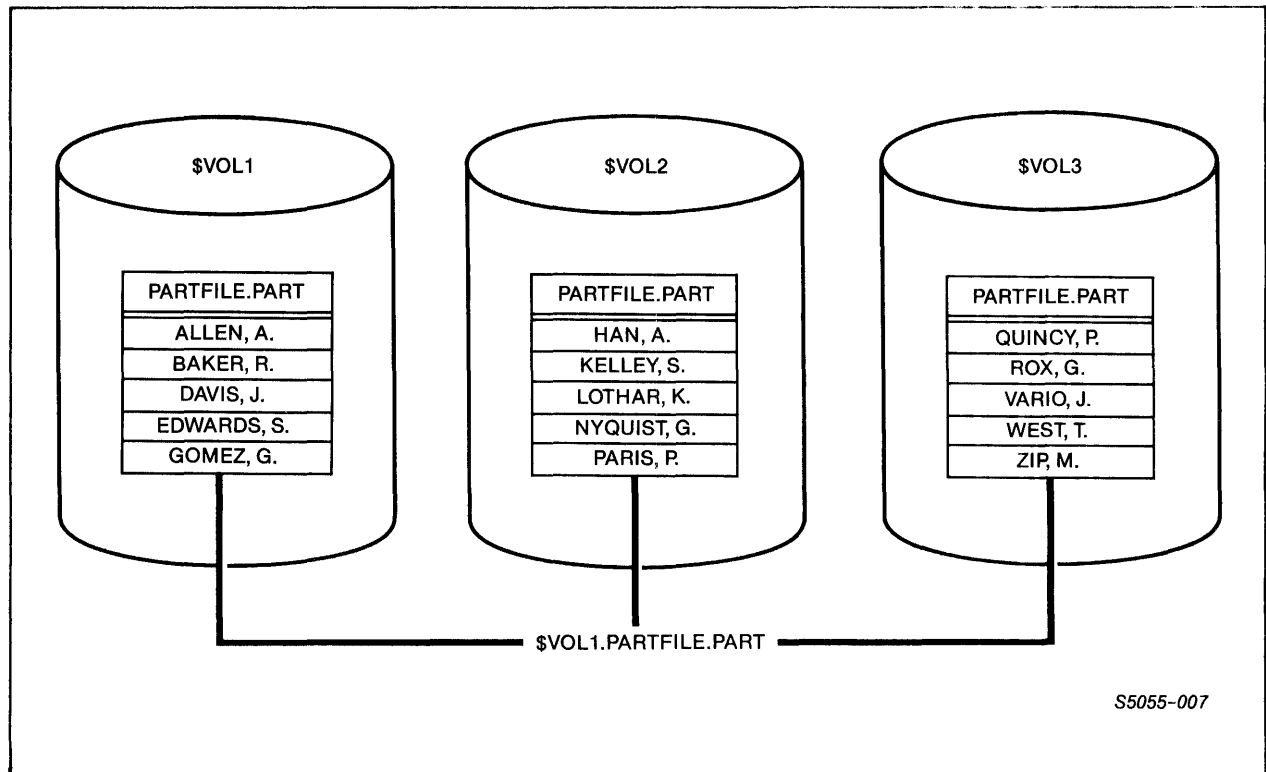 $VOL1
PARTFILE.PART
ALLEN, A.
BAKER, R.
DAVIS, J.
EDWARDS, S.
GOMEZ, G.
$VOL2
PARTFILE.PART
HAN, A.
KELLEY, S.
LOTHAR, K.
NYQUIST, G.
PARIS, P.
$VOL3
PARTFILE.PART
QUINCY, P.
ROX, G.
VARIO, J.
WEST, T.
ZIP, M.
$VOL1.PARTFILE.PART
S5055-007